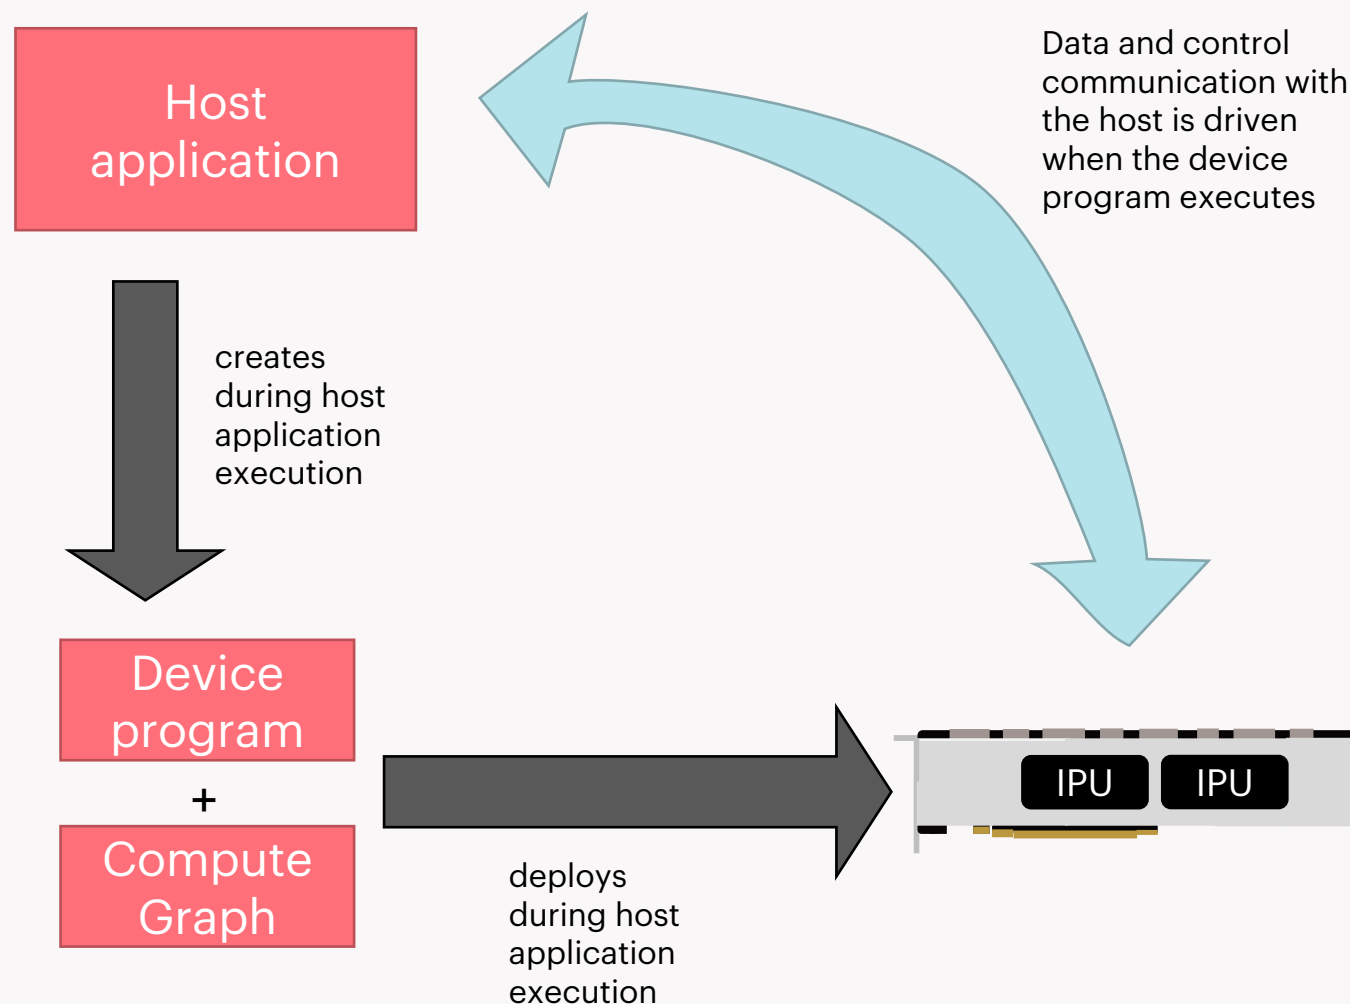 Host
application
Data and control
communication with
the host is driven
when the device
program executes
creates
during host
application
execution
Device
program
+
Compute
Graph
IPU
IPU
deploys
during host
application
execution